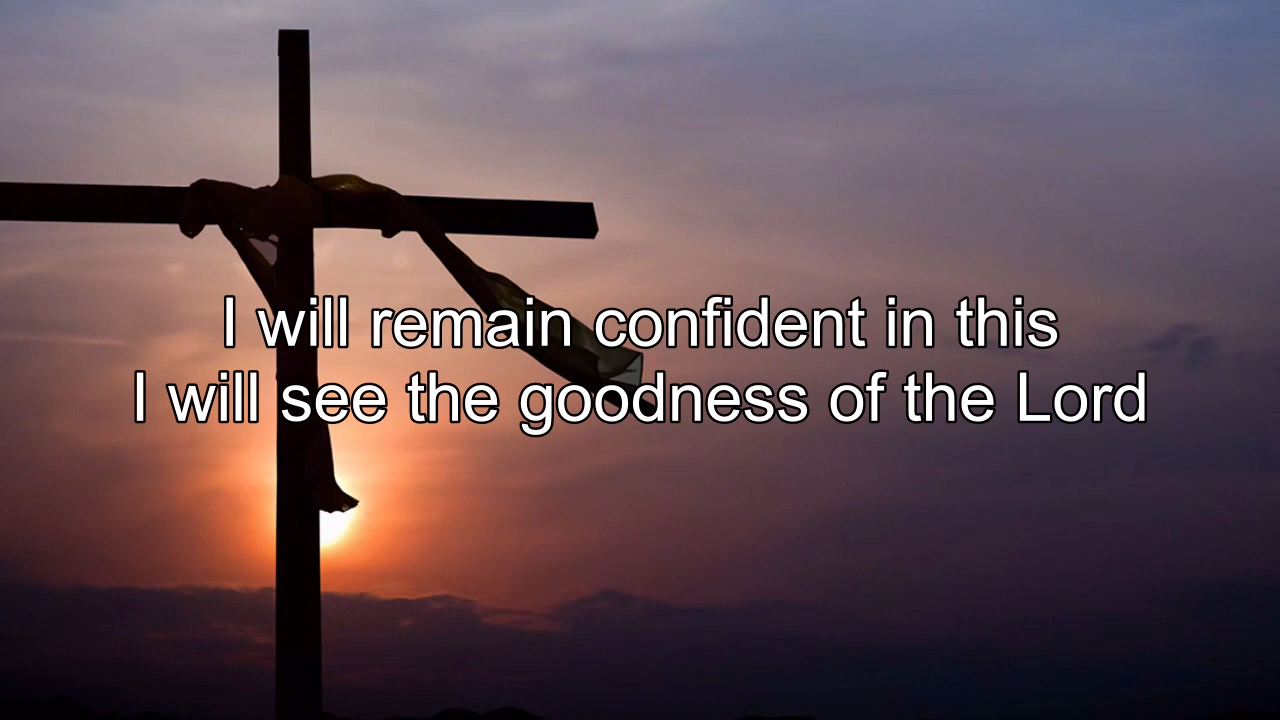 I will remain confident in this
I will see the goodness of the Lord